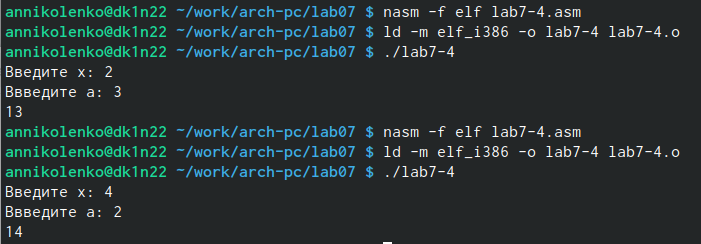 annikolenko@dk1n22 ~/work/arch-pc/lab07 $ nasm -f elf lab7-4.asm
annikolenko@dk1n22 ~/work/arch-pc/lab07 $ ld -m elf_i386 -o lab7-4 lab7-4.o
annikolenko@dk1n22 ~/work/arch-pc/lab07 $ ./lab7-4
Введите x: 2
Ввведите а: 3
13
annikolenko@dk1n22 ~/work/arch-pc/lab07 $ nasm -f elf lab7-4.asm
annikolenko@dk1n22 ~/work/arch-pc/lab07 $ ld -m elf_i386 -o lab7-4 lab7-4.o
annikolenko@dk1n22 ~/work/arch-pc/lab07 $ ./lab7-4
Введите x: 4
Ввведите а: 2
14